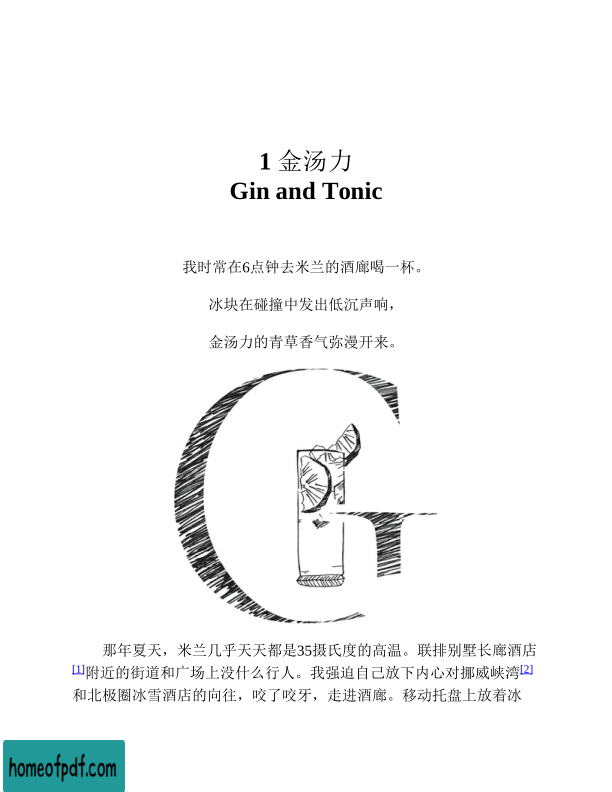 1 金汤力
Gin and Tonic
我时常在6点钟去米兰的酒廊喝一杯。
冰块在碰撞中发出低沉声响，
金汤力的青草香气弥漫开来。
那年夏天，米兰几乎天天都是35摄氏度的高温。联排别墅长廊酒店
[1]附近的街道和广场上没什么行人。我强迫自己放下内心对挪威峡湾[2]
和北极圈冰雪酒店的向往，咬了咬牙，走进酒廊。移动托盘上放着冰
homeofpdf.com